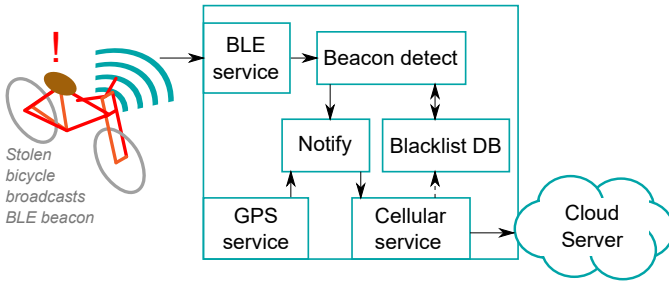 !
BLE
service
Beacon detect
Notify
Blacklist DB
Stolen
bicycle
broadcasts
BLE beacon
GPS
service
Cellular
service
Cloud
Server